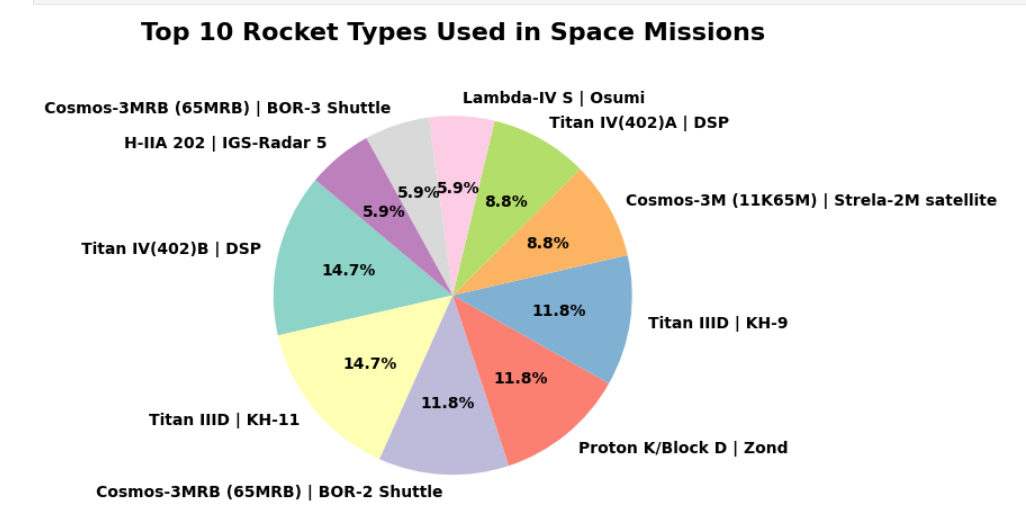 Top 10 Rocket Types Used in Space Missions
Lambda-IV S | Osumi
Cosmos-3MRB (65MRB) | BOR-3 Shuttle
Titan IV(402)A | DSP
H-IIA 202 | IGS-Radar 5
5.9%
5.9%
8.8%
Cosmos-3M (11K65M) | Strela-2M satellite
5.9%
8.8%
Titan IV(402)B | DSP
14.7%
11.8%
Titan IIID | KH-9
14.7%
11.8%
11.8%
Titan IIID | KH-11
Proton K/Block D | Zond
Cosmos-3MRB (65MRB) | BOR-2 Shuttle